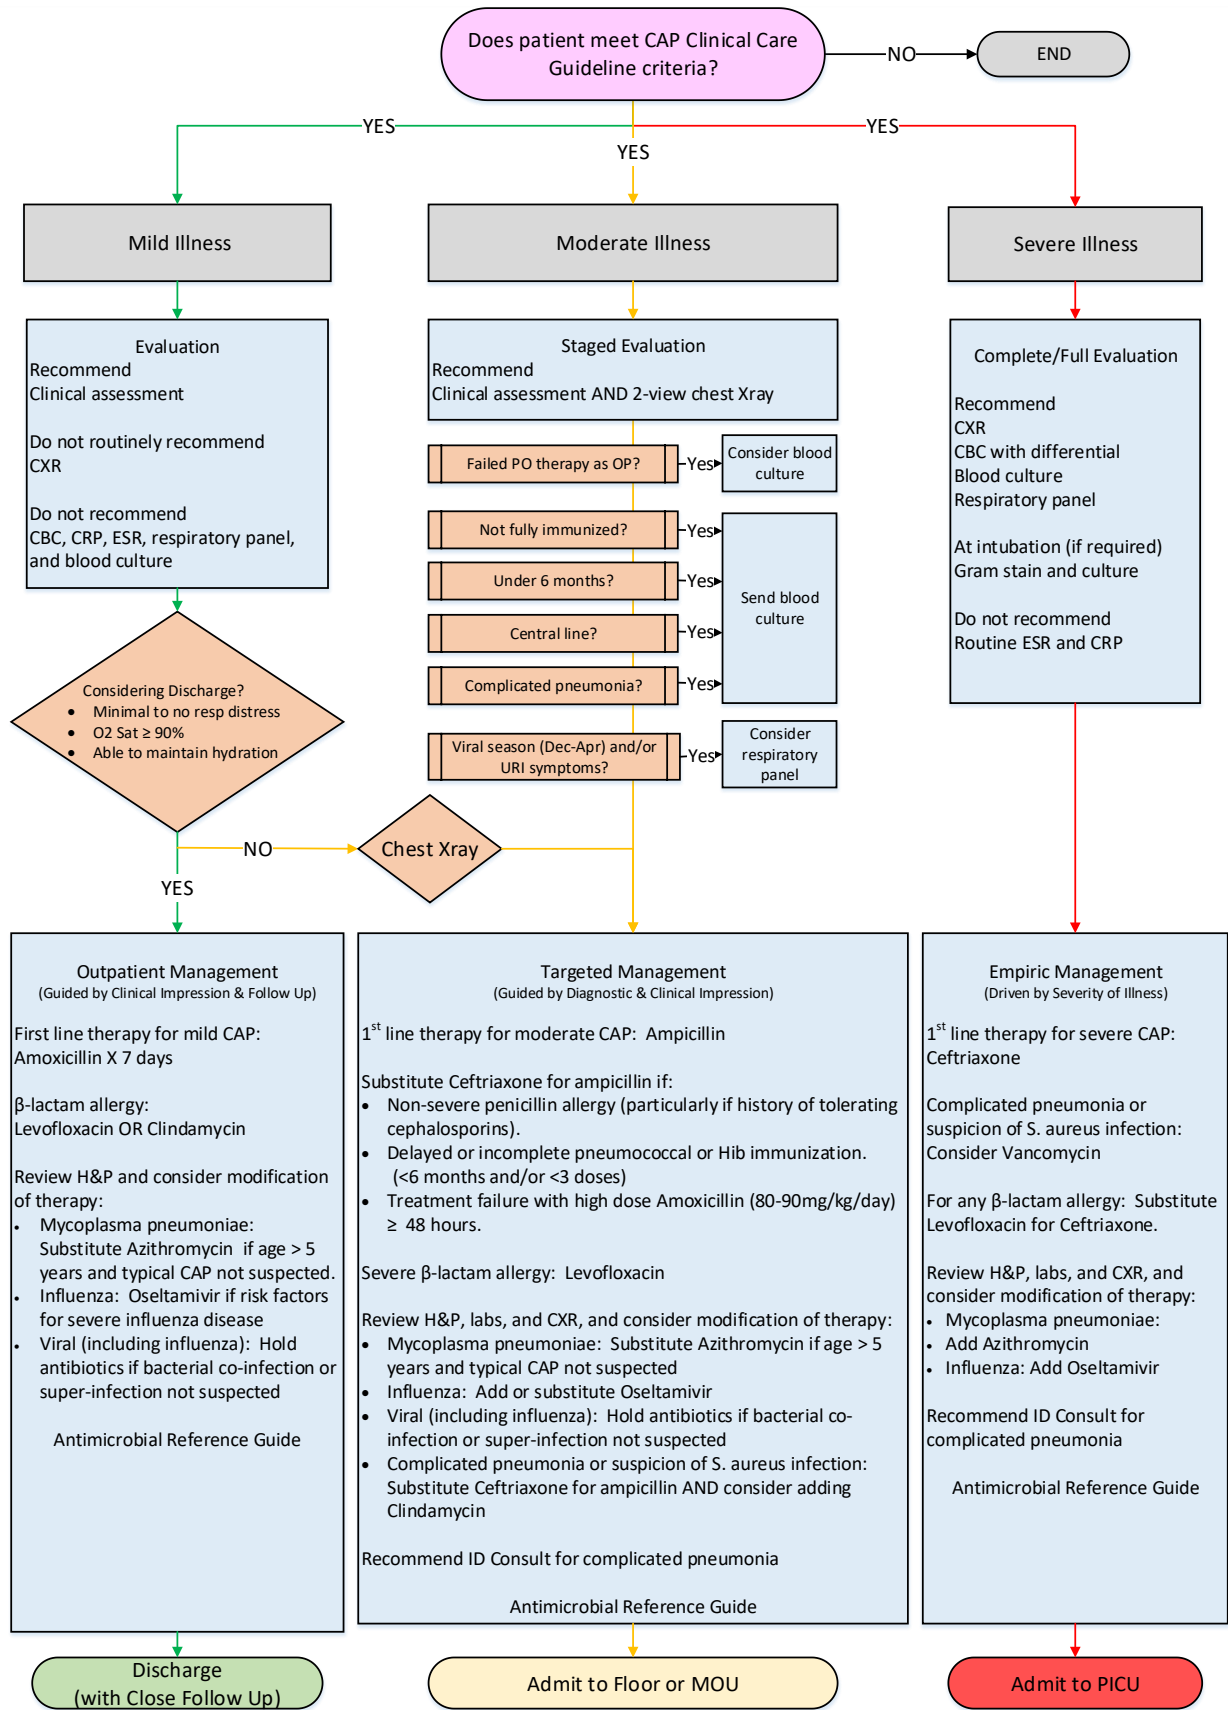 Does patient meet CAP Clinical Care
Guideline criteria?
NO
END
YES
YES
YES
Mild Illness
Moderate Illness
Severe Illness
Evaluation
Recommend
Clinical assessment
Do not routinely recommend
CXR
Do not recommend
CBC, CRP, ESR, respiratory panel,
and blood culture
Considering Discharge?
• Minimal to no resp distress
• O2 Sat ≥ 90%
• Able to maintain hydration
NO
Chest Xray
YES
Staged Evaluation
Recommend
Clinical assessment AND 2-view chest Xray
Failed PO therapy as OP?
Yes
Consider blood
culture
Not fully immunized?
Yes
Under 6 months?
Yes
Central line?
Yes
Complicated pneumonia?
Yes
Send blood
culture
Viral season (Dec-Apr) and/or
URI symptoms?
Yes
Consider
respiratory
panel
Complete/Full Evaluation
Recommend
CXR
CBC with differential
Blood culture
Respiratory panel
At intubation (if required)
Gram stain and culture
Do not recommend
Routine ESR and CRP
Outpatient Management
(Guided by Clinical Impression & Follow Up)
First line therapy for mild CAP:
Amoxicillin X 7 days
β-lactam allergy:
Levofloxacin OR Clindamycin
Review H&P and consider modification
of therapy:
• Mycoplasma pneumoniae:
Substitute Azithromycin if age > 5
years and typical CAP not suspected.
• Influenza: Oseltamivir if risk factors
for severe influenza disease
• Viral (including influenza): Hold
antibiotics if bacterial co-infection or
super-infection not suspected
Antimicrobial Reference Guide
Discharge
(with Close Follow Up)
Targeted Management
(Guided by Diagnostic & Clinical Impression)
1st line therapy for moderate CAP: Ampicillin
Substitute Ceftriaxone for ampicillin if:
• Non-severe penicillin allergy (particularly if history of tolerating
cephalosporins).
• Delayed or incomplete pneumococcal or Hib immunization.
(<6 months and/or <3 doses)
• Treatment failure with high dose Amoxicillin (80-90mg/kg/day)
≥ 48 hours.
Severe β-lactam allergy: Levofloxacin
Review H&P, labs, and CXR, and consider modification of therapy:
• Mycoplasma pneumoniae: Substitute Azithromycin if age > 5
years and typical CAP not suspected
• Influenza: Add or substitute Oseltamivir
• Viral (including influenza): Hold antibiotics if bacterial co-
infection or super-infection not suspected
• Complicated pneumonia or suspicion of S. aureus infection:
Substitute Ceftriaxone for ampicillin AND consider adding
Clindamycin
Recommend ID Consult for complicated pneumonia
Antimicrobial Reference Guide
Admit to Floor or MOU
Empiric Management
(Driven by Severity of Illness)
1st line therapy for severe CAP:
Ceftriaxone
Complicated pneumonia or
suspicion of S. aureus infection:
Consider Vancomycin
For any β-lactam allergy: Substitute
Levofloxacin for Ceftriaxone.
Review H&P, labs, and CXR, and
consider modification of therapy:
• Mycoplasma pneumoniae:
• Add Azithromycin
• Influenza: Add Oseltamivir
Recommend ID Consult for
complicated pneumonia
Antimicrobial Reference Guide
Admit to PICU